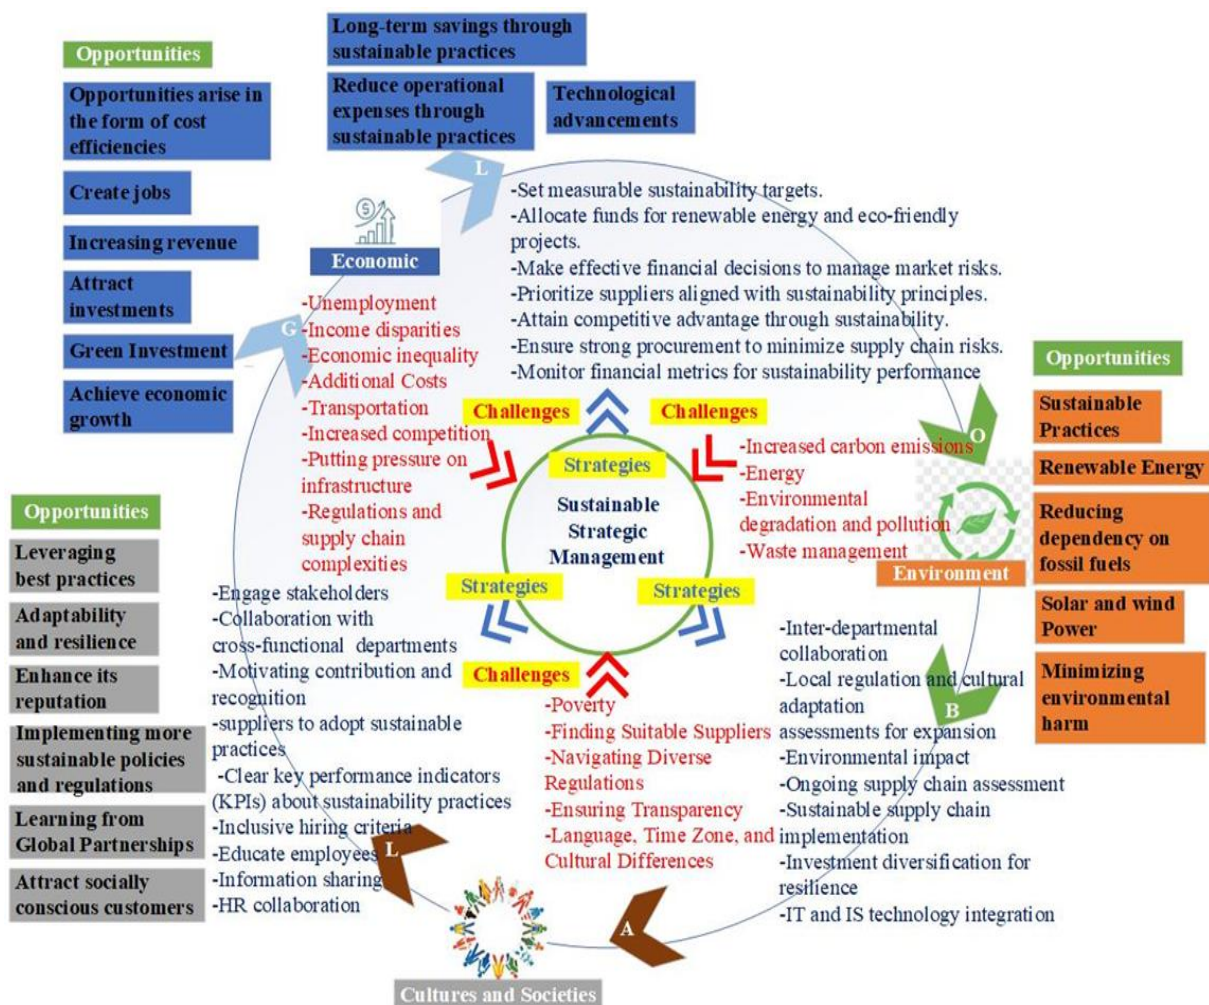 Opportunities
Opportunities arise in
the form of cost
efficiencies
Create jobs
Increasing revenue
Attract
investments
Green Investment
Achieve economic
growth
Long-term savings through
sustainable practices
Reduce operational
expenses through
sustainable practices
Technological
advancements
G
L
O
B
A
L
$
Economic
-Unemployment
-Income disparities
-Economic inequality
-Additional Costs
-Transportation
-Increased competition
-Putting pressure on
infrastructure
-Regulations and
supply chain
complexities
-Set measurable sustainability targets.
-Allocate funds for renewable energy and eco-friendly
projects.
-Make effective financial decisions to manage market risks.
-Prioritize suppliers aligned with sustainability principles.
-Attain competitive advantage through sustainability.
-Ensure strong procurement to minimize supply chain risks.
-Monitor financial metrics for sustainability performance
Challenges
Challenges
Strategies
Sustainable
Strategic
Management
Strategies
Strategies
Challenges
-Increased carbon emissions
-Energy
-Environmental
degradation and pollution
-Waste management
Environment
Opportunities
Sustainable
Practices
Renewable Energy
Reducing
dependency on
fossil fuels
Solar and wind
Power
Minimizing
environmental
harm
Opportunities
Leveraging
best practices
Adaptability
and resilience
Enhance its
reputation
Implementing more
sustainable policies
and regulations
Learning from
Global Partnerships
Attract socially
conscious customers
-Engage stakeholders
-Collaboration with
cross-functional departments
-Motivating contribution and
recognition
-suppliers to adopt sustainable
practices
-Clear key performance indicators
(KPIs) about sustainability practices
-Inclusive hiring criteria
-Educate employees
-Information sharing
-HR collaboration
-Poverty
-Finding Suitable Suppliers
-Navigating Diverse
Regulations
-Ensuring Transparency
-Language, Time Zone, and
Cultural Differences
-Inter-departmental
collaboration
-Local regulation and cultural
adaptation
assessments for expansion
-Environmental impact
-Ongoing supply chain assessment
-Sustainable supply chain
implementation
-Investment diversification for
resilience
-IT and IS technology integration
Cultures and Societies